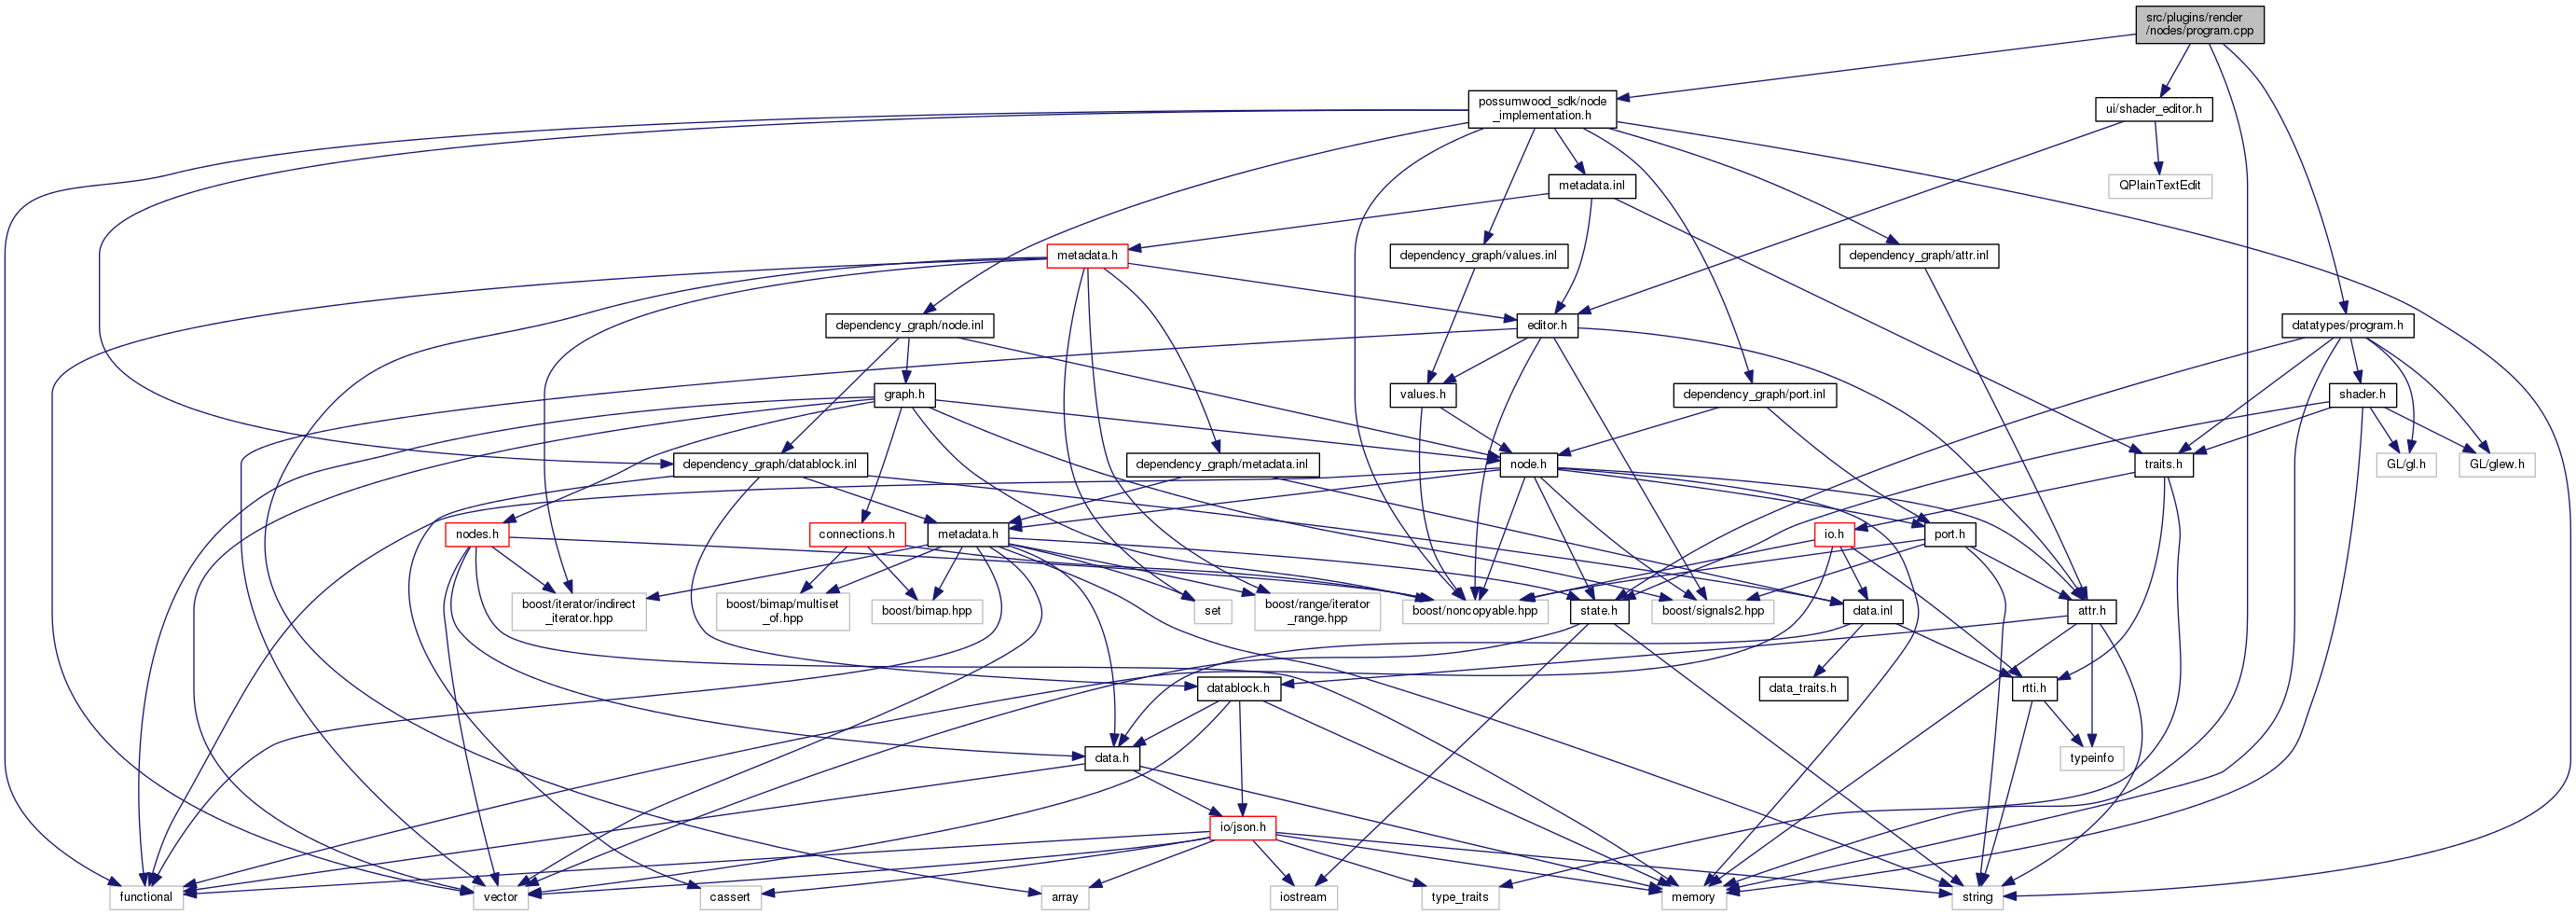 src/plugins/render
/nodes/program.cpp
possumwood_sdk/node
_implementation.h
ui/shader_editor.h
metadata.inl
QPlainTextEdit
metadata.h
dependency_graph/values.inl
dependency_graph/attr.inl
dependency_graph/node.inl
editor.h
datatypes/program.h
graph.h
values.h
dependency_graph/port.inl
shader.h
dependency_graph/datablock.inl
dependency_graph/metadata.inl
node.h
traits.h
GL/gl.h
GL/glew.h
nodes.h
connections.h
metadata.h
io.h
port.h
boost/iterator/indirect
_iterator.hpp
boost/bimap/multiset
_of.hpp
boost/bimap.hpp
set
boost/range/iterator
_range.hpp
boost/noncopyable.hpp
state.h
boost/signals2.hpp
data.inl
attr.h
datablock.h
data_traits.h
rtti.h
data.h
typeinfo
io/json.h
functional
vector
cassert
array
iostream
type_traits
memory
string